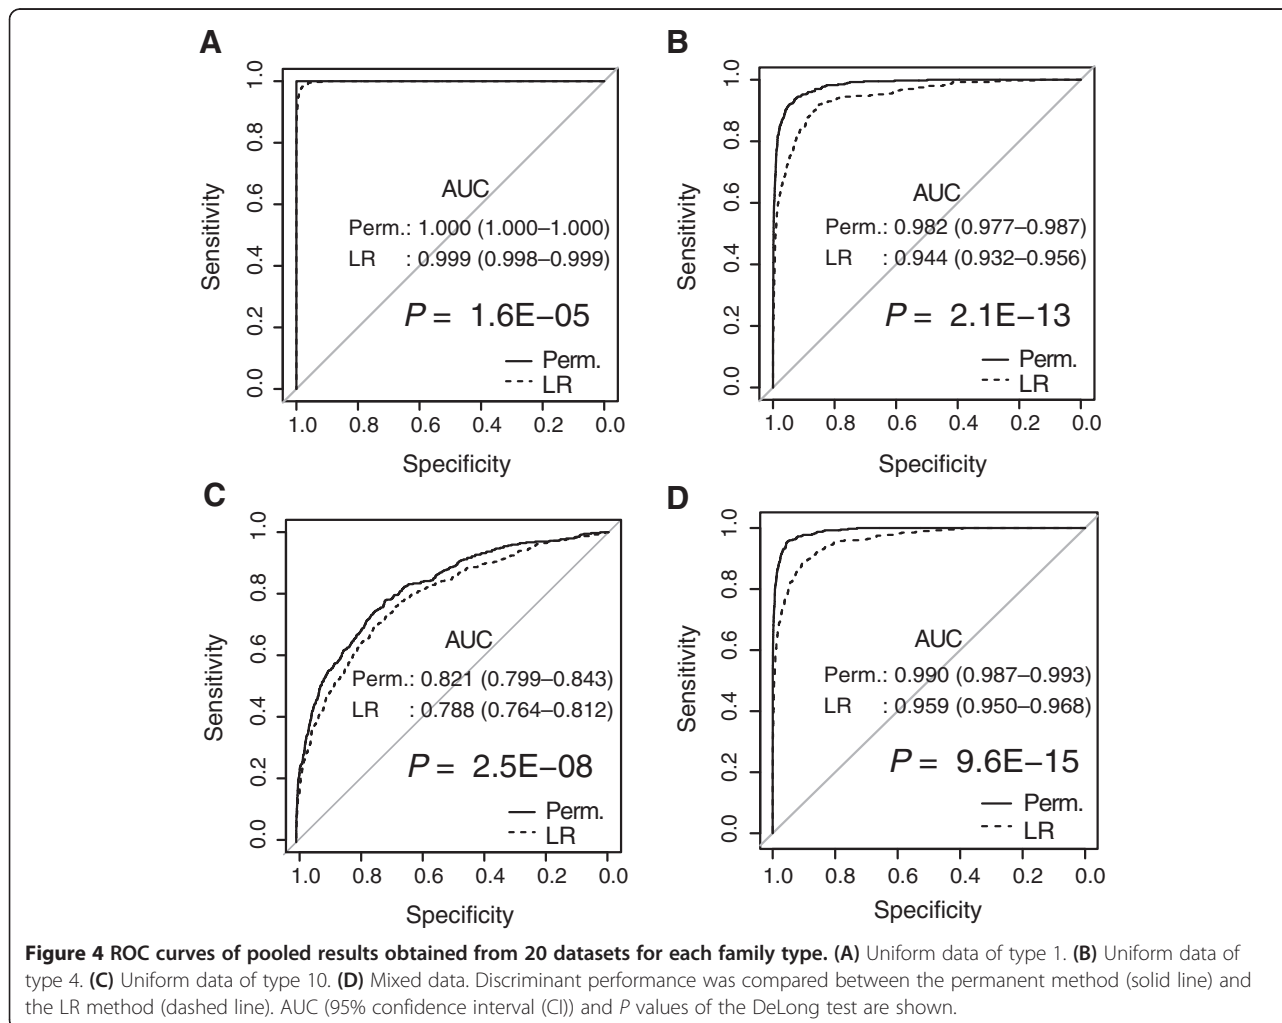 A
1.0
0.8
0.6
0.4
0.2
0.0
Sensitivity
AUC
Perm.: 1.000 (1.000–1.000)
LR : 0.999 (0.998–0.999)
P = 1.6E−05
Perm.
LR
1.0 0.8 0.6 0.4 0.2 0.0
Specificity
B
1.0
0.8
0.6
0.4
0.2
0.0
Sensitivity
AUC
Perm.: 0.982 (0.977–0.987)
LR : 0.944 (0.932–0.956)
P = 2.1E−13
Perm.
LR
1.0 0.8 0.6 0.4 0.2 0.0
Specificity
C
1.0
0.8
0.6
0.4
0.2
0.0
Sensitivity
AUC
Perm.: 0.821 (0.799–0.843)
LR : 0.788 (0.764–0.812)
P = 2.5E−08
Perm.
LR
1.0 0.8 0.6 0.4 0.2 0.0
Specificity
D
1.0
0.8
0.6
0.4
0.2
0.0
Sensitivity
AUC
Perm.: 0.990 (0.987–0.993)
LR : 0.959 (0.950–0.968)
P = 9.6E−15
Perm.
LR
1.0 0.8 0.6 0.4 0.2 0.0
Specificity
Figure 4 ROC curves of pooled results obtained from 20 datasets for each family type. (A) Uniform data of type 1. (B) Uniform data of
type 4. (C) Uniform data of type 10. (D) Mixed data. Discriminant performance was compared between the permanent method (solid line) and
the LR method (dashed line). AUC (95% confidence interval (CI)) and P values of the DeLong test are shown.